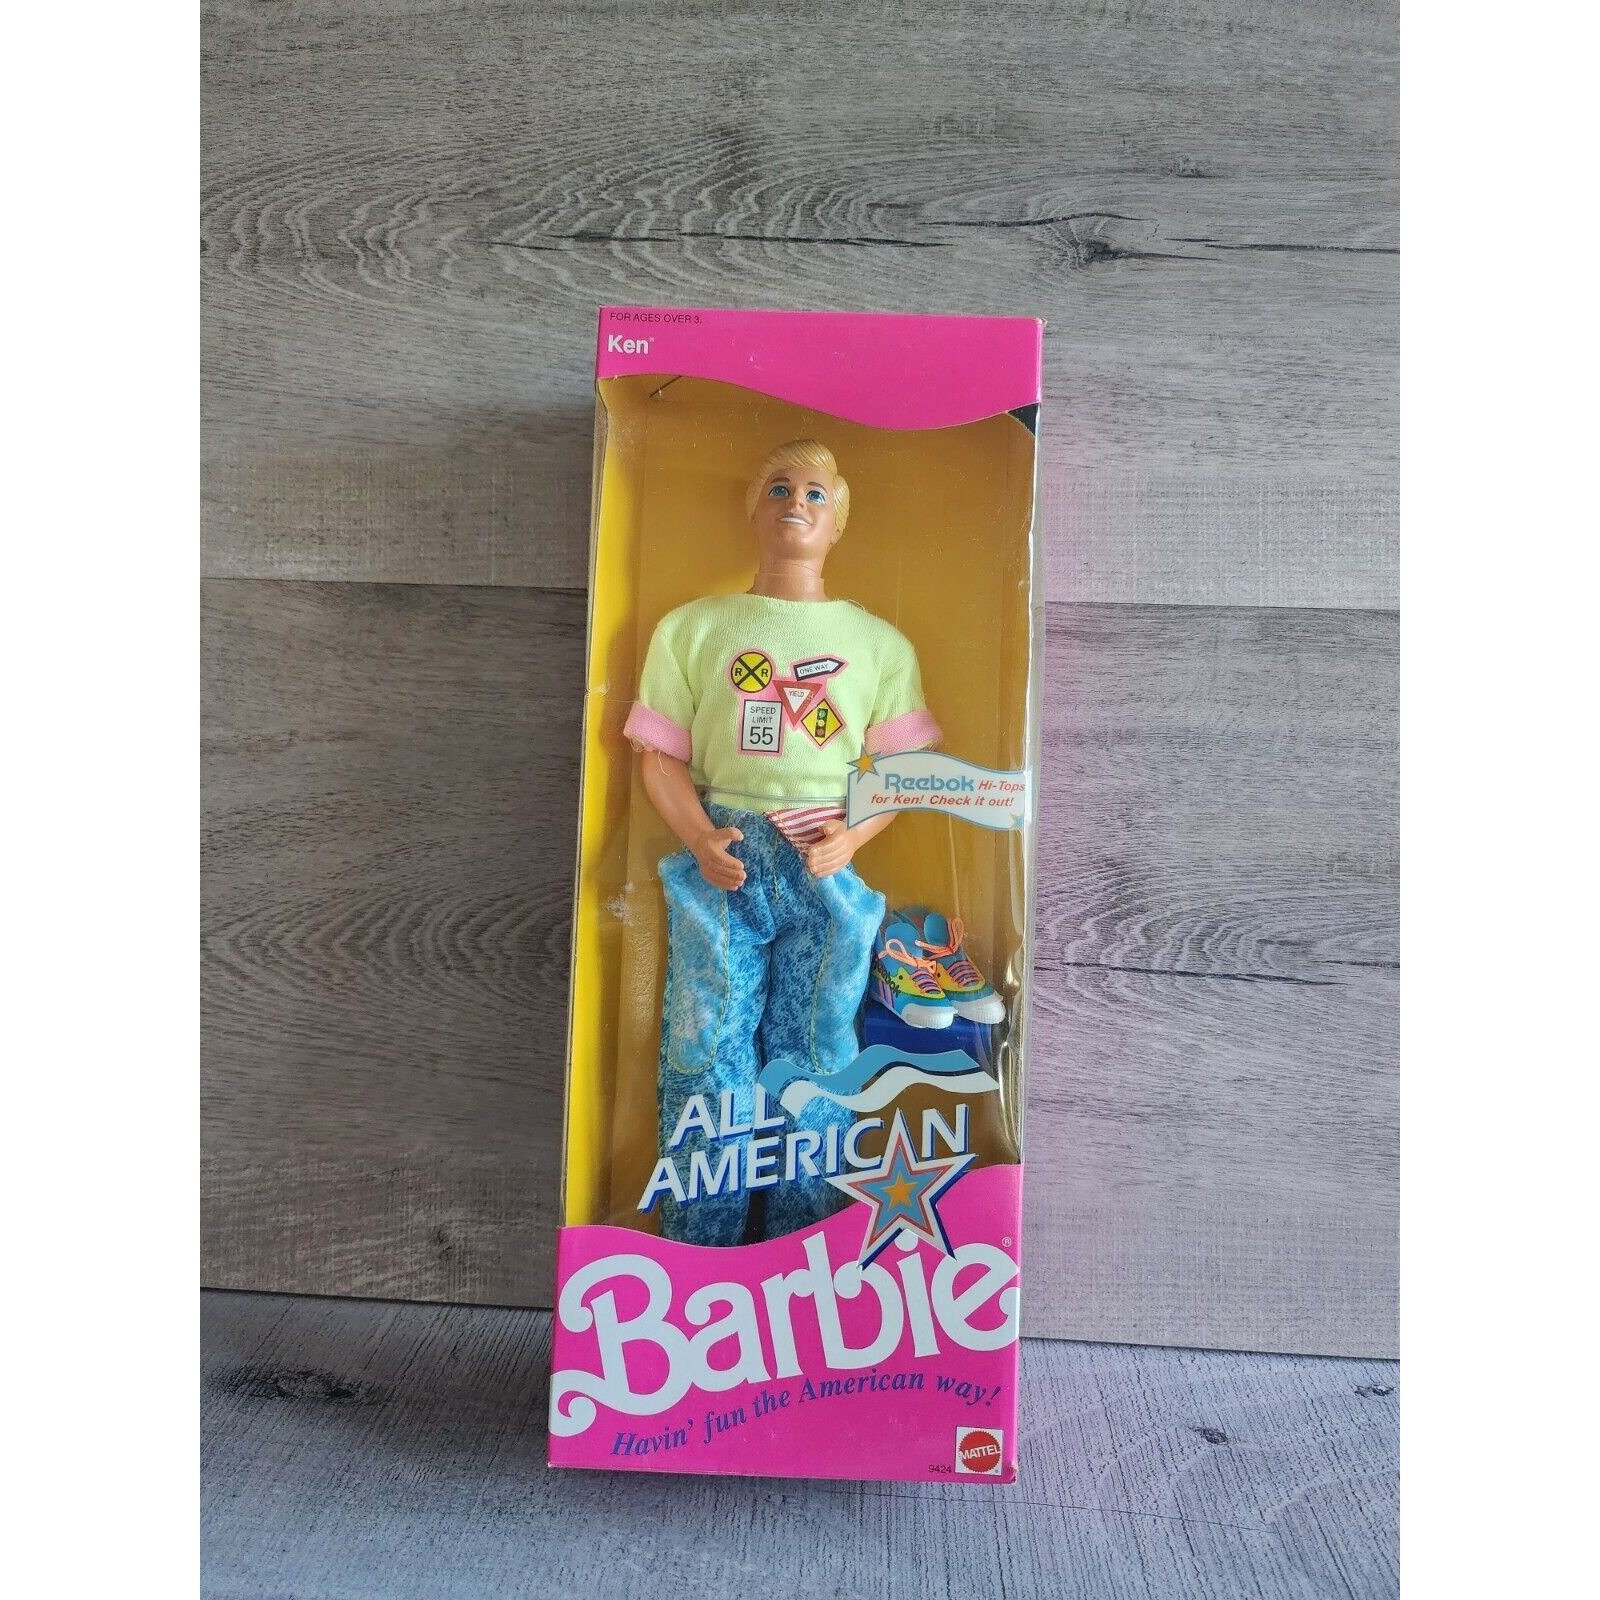 FOR AGES OVER 3.
Ken
R R
ONE WAY
YIELD
SPEED
LIMIT
55
Reebok Hi-Tops
for Ken! Check it out!
Reebok
ALL
AMERICAN
Barbie®
Havin' fun the American way!
9424
MATTEL